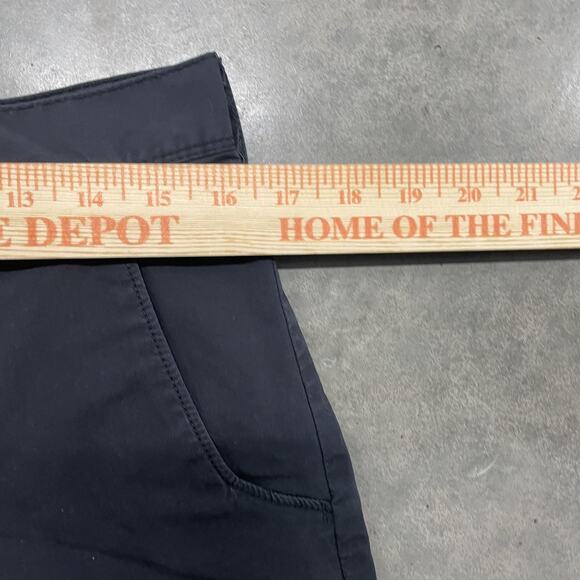 13 14 15 16 17 18 19 20 21
E DEPOT HOME OF THE FIN